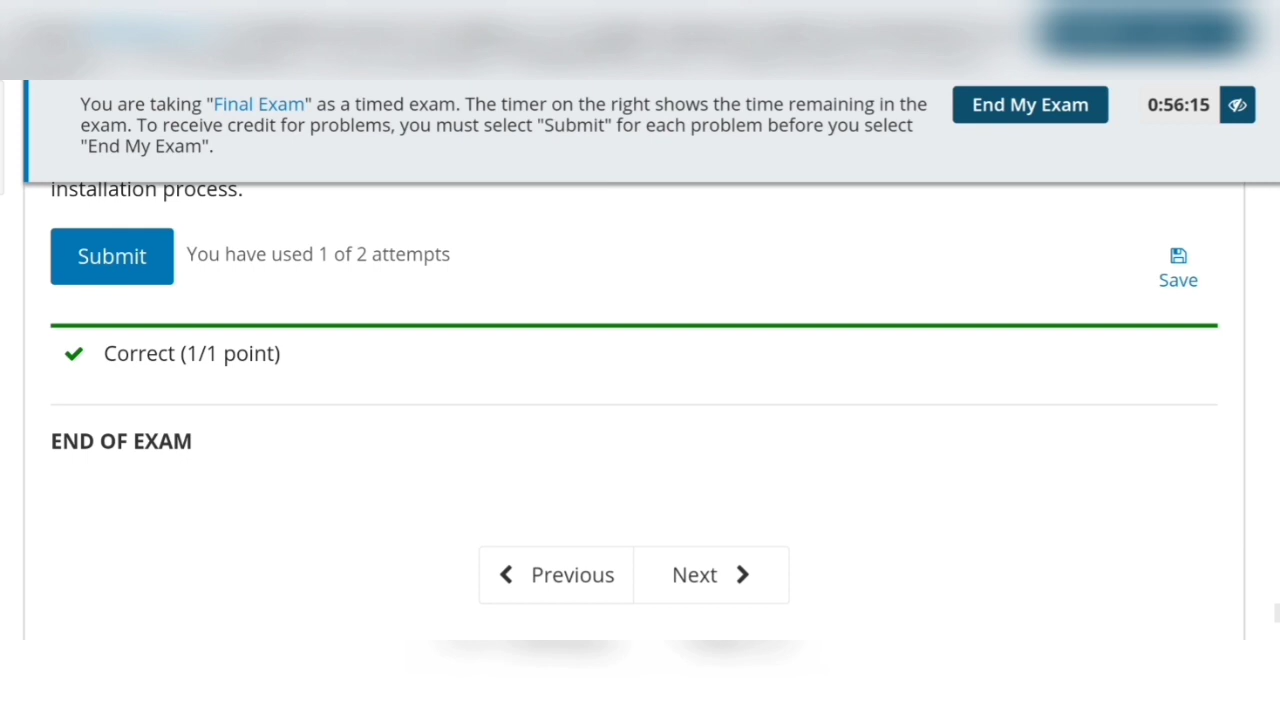 You are taking "Final Exam" as a timed exam. The timer on the right shows the time remaining in the
exam. To receive credit for problems, you must select "Submit" for each problem before you select
"End My Exam".
End My Exam
0:56:15
installation process.
Submit
You have used 1 of 2 attempts
Save
Correct (1/1 point)
END OF EXAM
Previous
Next